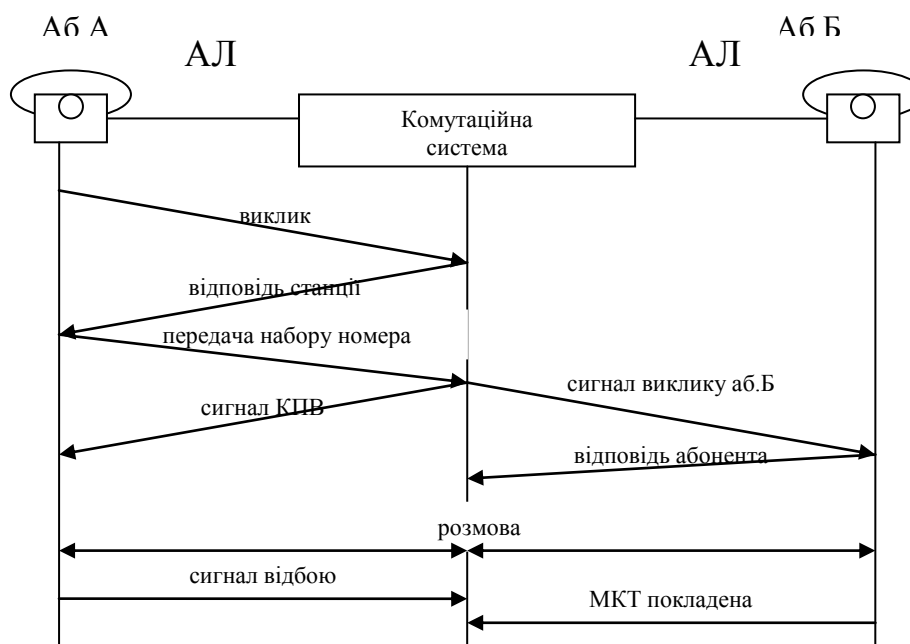 Аб А
Аб Б
АЛ
АЛ
Комутаційна
система
виклик
відповідь станції
передача набору номера
сигнал виклику аб.Б
сигнал КПВ
відповідь абонента
розмова
сигнал відбою
МКТ покладена